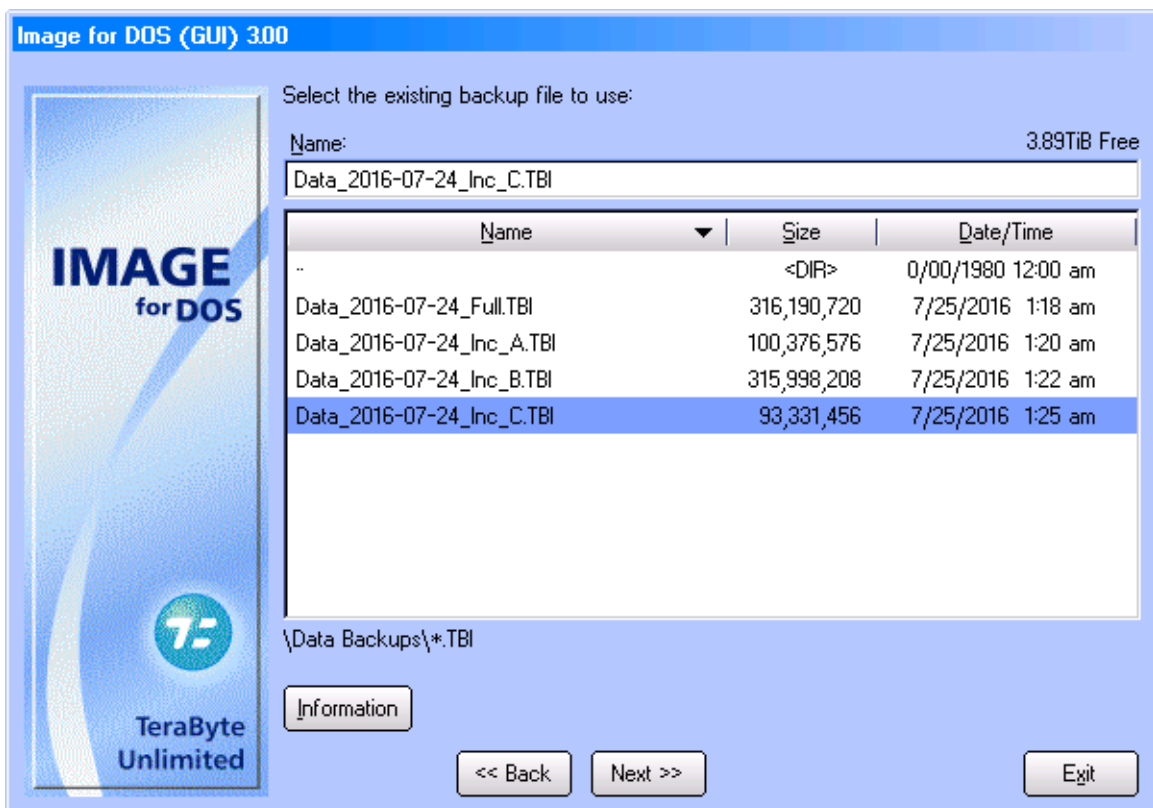 Image for DOS (GUI) 3.00
Select the existing backup file to use:
Name: 3.89TiB Free
Data_2016-07-24_Inc_C.TBI
Name Size Date/Time
.. <DIR> 0/00/1980 12:00 am
Data_2016-07-24_Full.TBI 316,190,720 7/25/2016 1:18 am
Data_2016-07-24_Inc_A.TBI 100,376,576 7/25/2016 1:20 am
Data_2016-07-24_Inc_B.TBI 315,998,208 7/25/2016 1:22 am
Data_2016-07-24_Inc_C.TBI 93,331,456 7/25/2016 1:25 am
\Data Backups\*.TBI
Information
<< Back Next >> Exit
IMAGE
for DOS
TeraByte
Unlimited